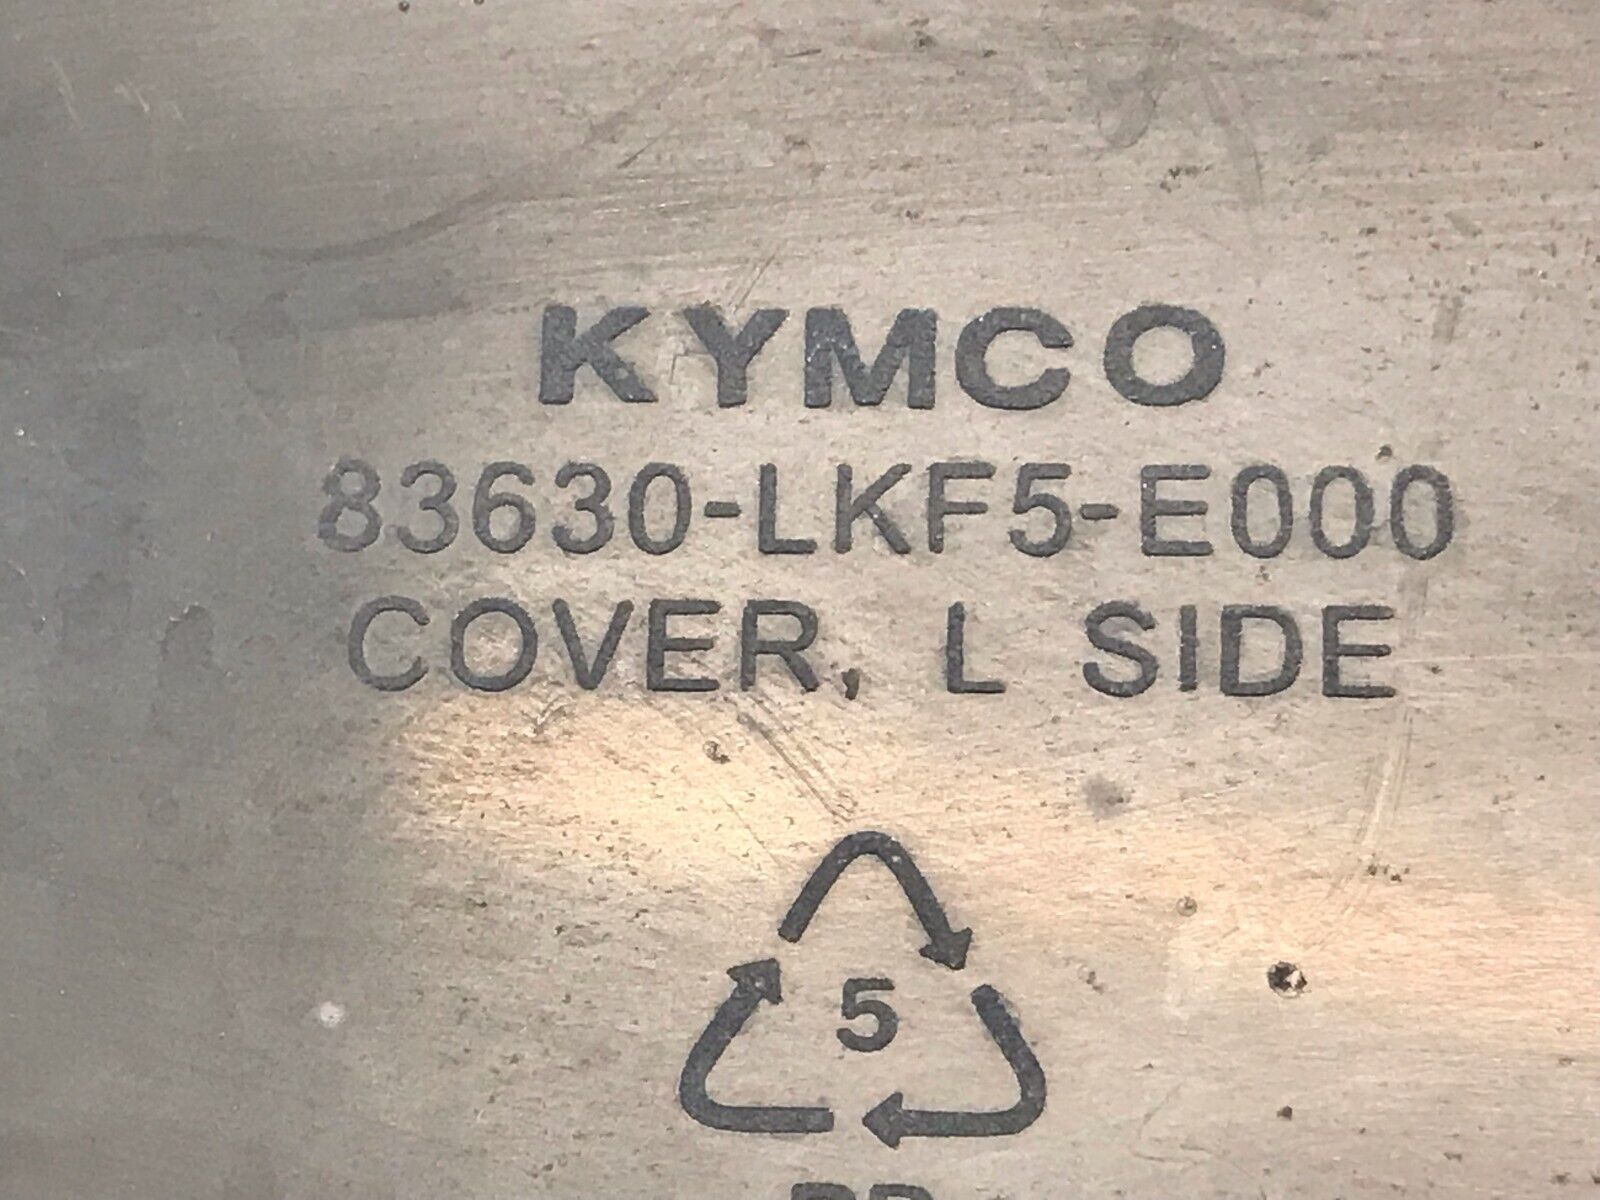 KYMCO
83630-LKF5-E000
COVER, L SIDE
5